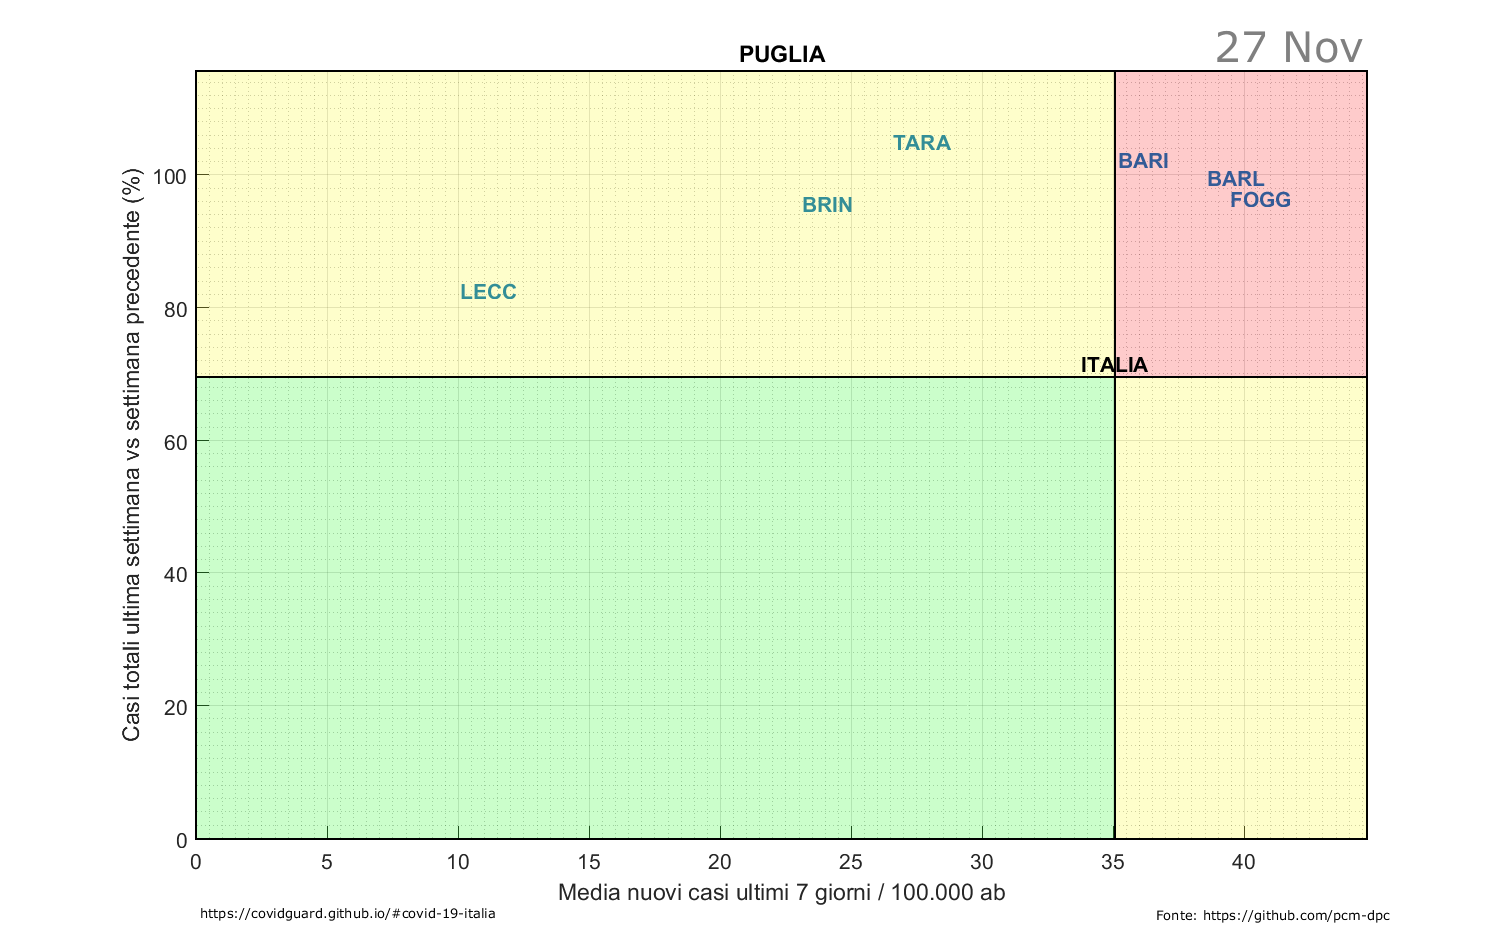 27 Nov
PUGLIA
TARA
BARI
BARL
FOGG
BRIN
LECC
ITALIA
Casi totali ultima settimana vs settimana precedente (%)
100
80
60
40
20
0
0 5 10 15 20 25 30 35 40
Media nuovi casi ultimi 7 giorni / 100.000 ab
https://covidguard.github.io/#covid-19-italia
Fonte: https://github.com/pcm-dpc